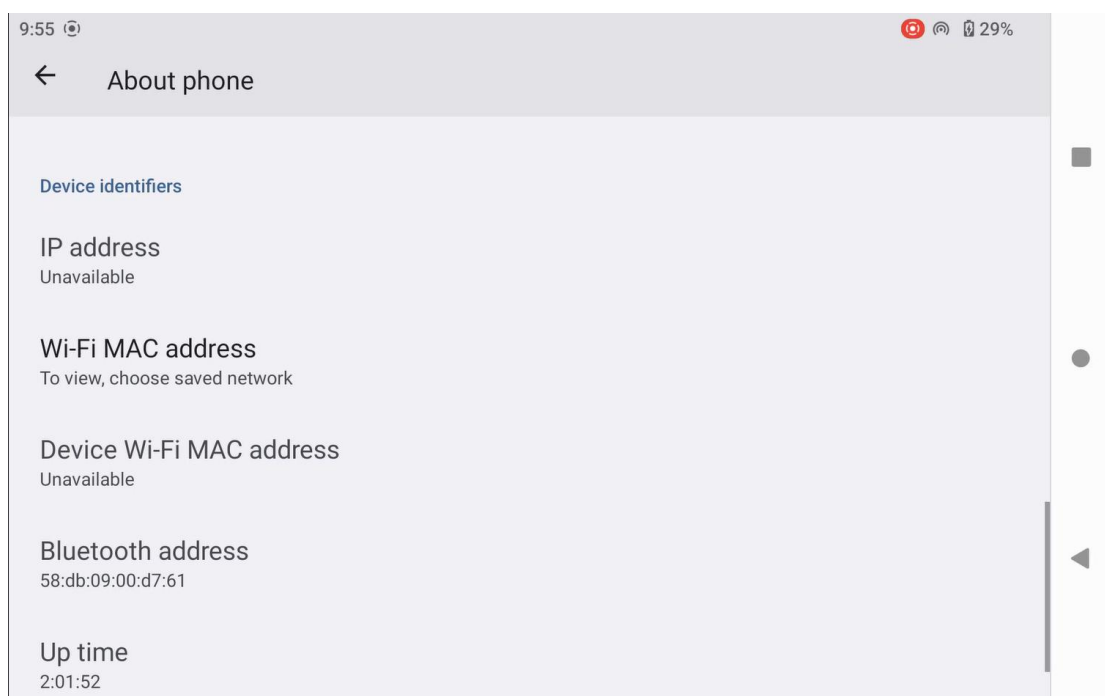 9:55
29%
About phone
Device identifiers
IP address
Unavailable
Wi-Fi MAC address
To view, choose saved network
Device Wi-Fi MAC address
Unavailable
Bluetooth address
58:db:09:00:d7:61
Up time
2:01:52